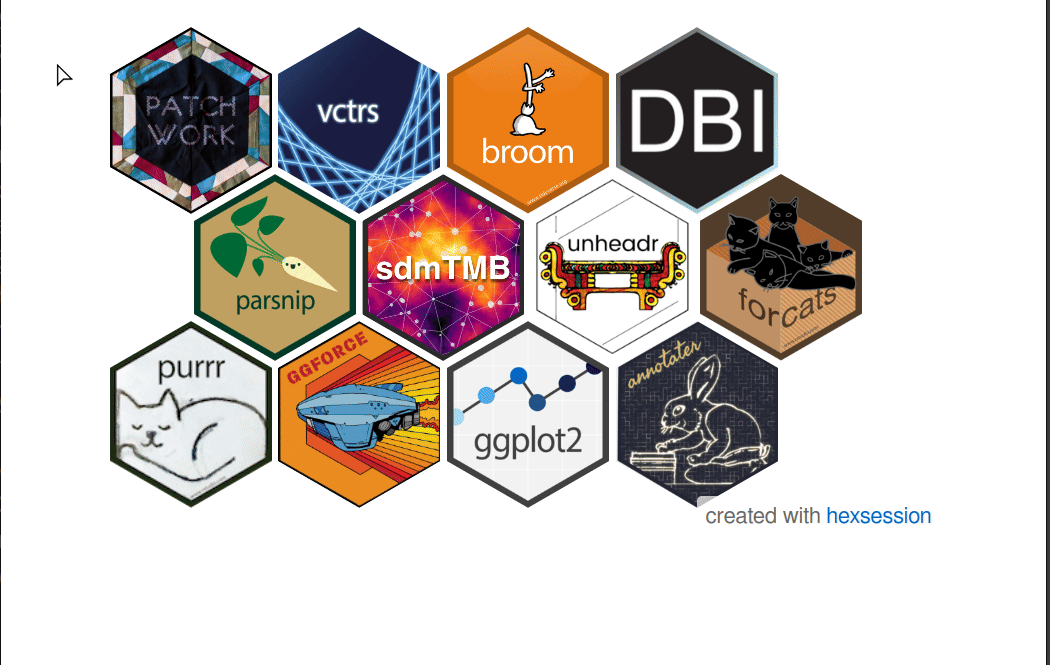 PATCH
WORK
vctrs
broom
DBI
parsnip
sdmTMB
unheadr
forcats
purrr
GGFORCE
ggplot2
annotater
created with hexsession